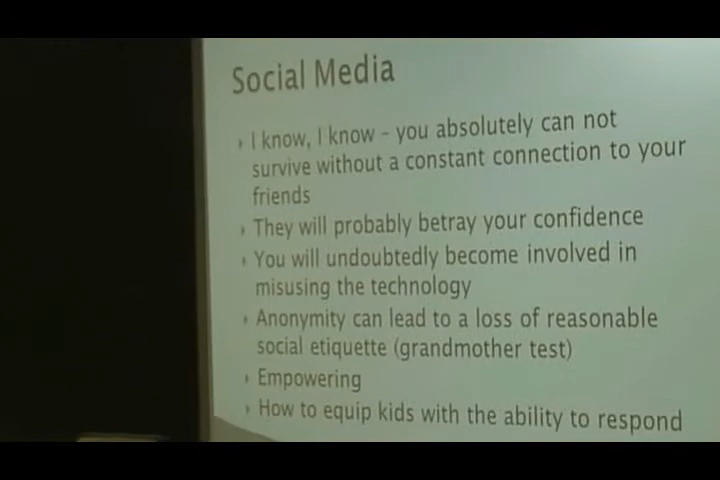 Social Media
I know, I know – you absolutely can not
survive without a constant connection to your
friends
They will probably betray your confidence
You will undoubtedly become involved in
misusing the technology
Anonymity can lead to a loss of reasonable
social etiquette (grandmother test)
Empowering
How to equip kids with the ability to respond